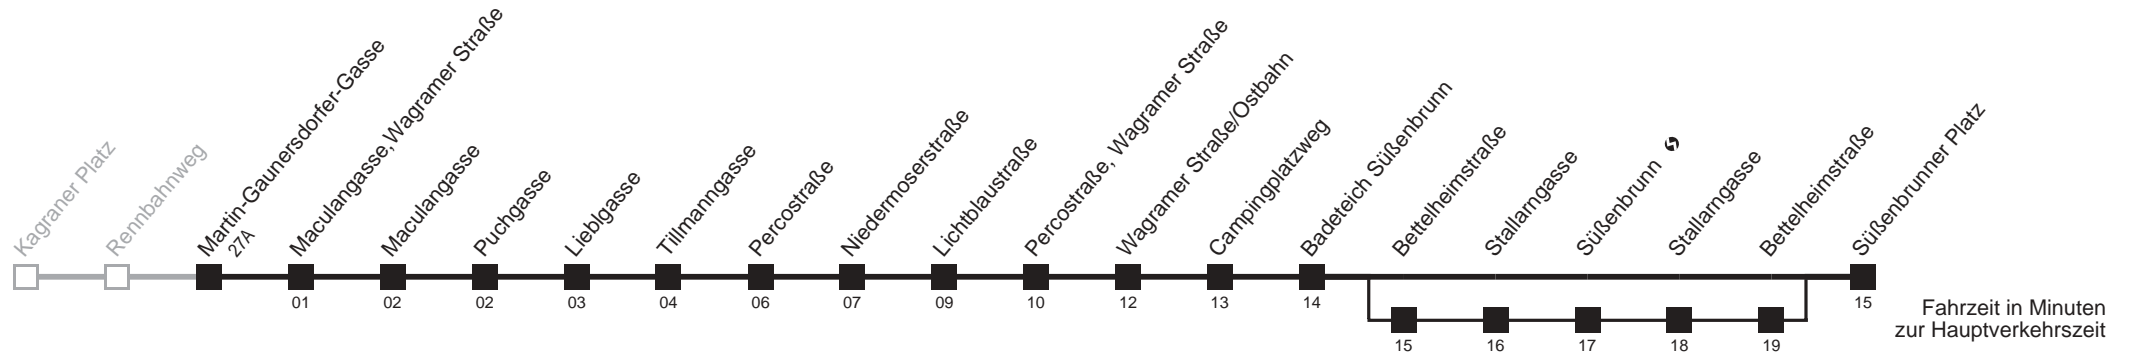 Kagraner Platz
Rennbahnweg
Martin-Gaunersdorfer-Gasse
27A
Maculangasse, Wagramer Straße
Maculangasse
Puchgasse
Lieblgasse
Tillmanngasse
Percostraße
Niedermoserstraße
Lichtblaustraße
Percostraße, Wagramer Straße
Wagramer Straße/Ostbahn
Campingplatzweg
Badeteich Süßenbrunn
Bettelheimstraße
Stallarngasse
Süßenbrunn
Stallarngasse
Bettelheimstraße
Süßenbrunner Platz
01 02 02 03 04 06 07 09 10 12 13 14 15
15 16 17 18 19
Fahrzeit in Minuten
zur Hauptverkehrszeit